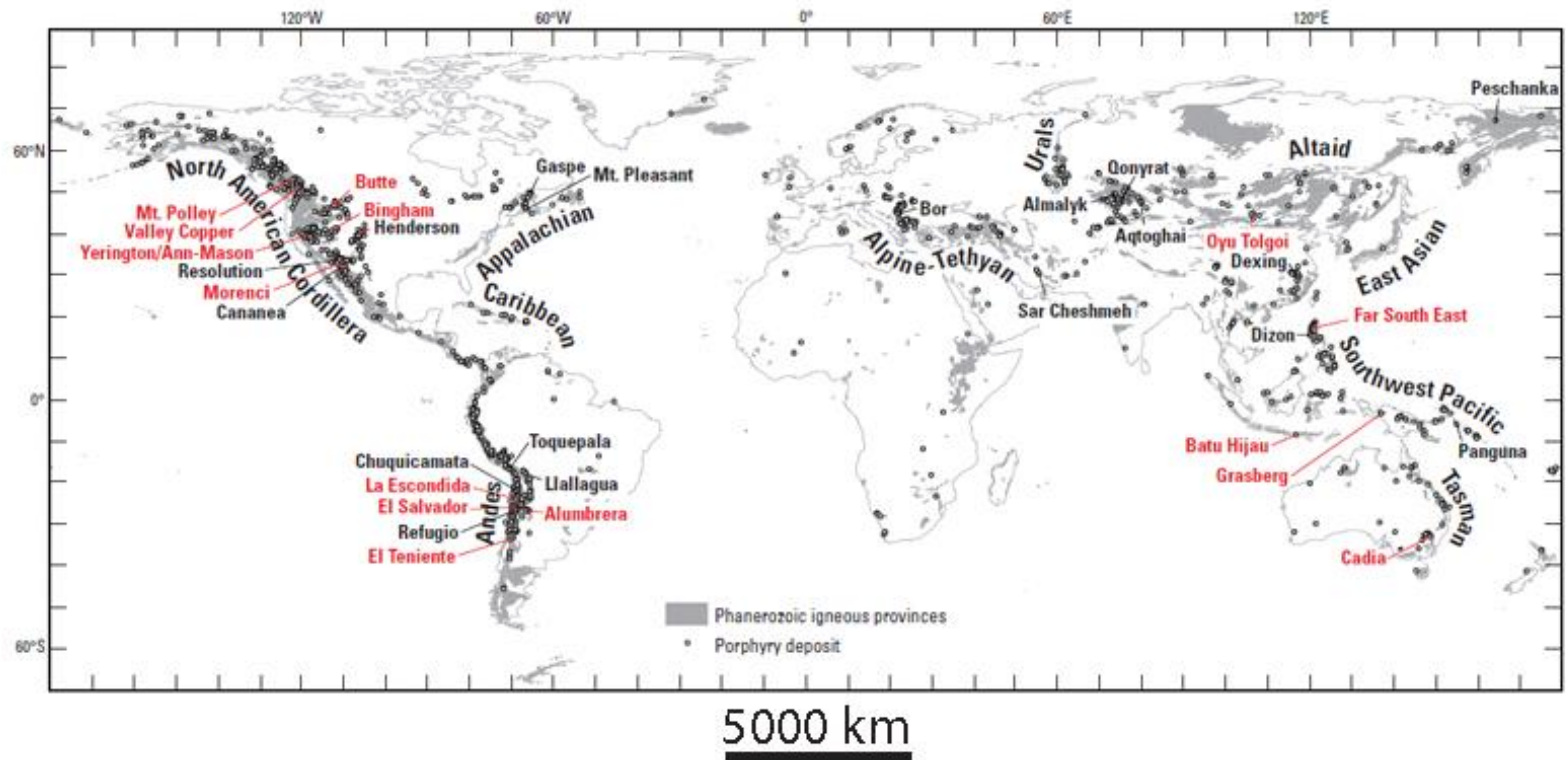 120°W
60°W
0°
60°E
120°E
60°N
0°
60°S
Peschanka
Urals
Altaid
Qonyrat
Almalyk
Aqtoghai
Oyu Tolgoi
Dexing
East Asian
Gaspe
Mt. Pleasant
Bor
North American Cordillera
Butte
Mt. Polley
Bingham
Valley Copper
Henderson
Yerington/Ann-Mason
Resolution
Morenci
Cananea
Appalachian
Caribbean
Alpine-Tethyan
Sar Cheshmeh
Far South East
Dizon
Southwest Pacific
Batu Hijau
Grasberg
Panguna
Tasman
Cadia
Toquepala
Chuquicamata
Llallagua
La Escondida
El Salvador
Alumbrera
Refugio
Andes
El Teniente
Phanerozoic igneous provinces
Porphyry deposit
5000 km